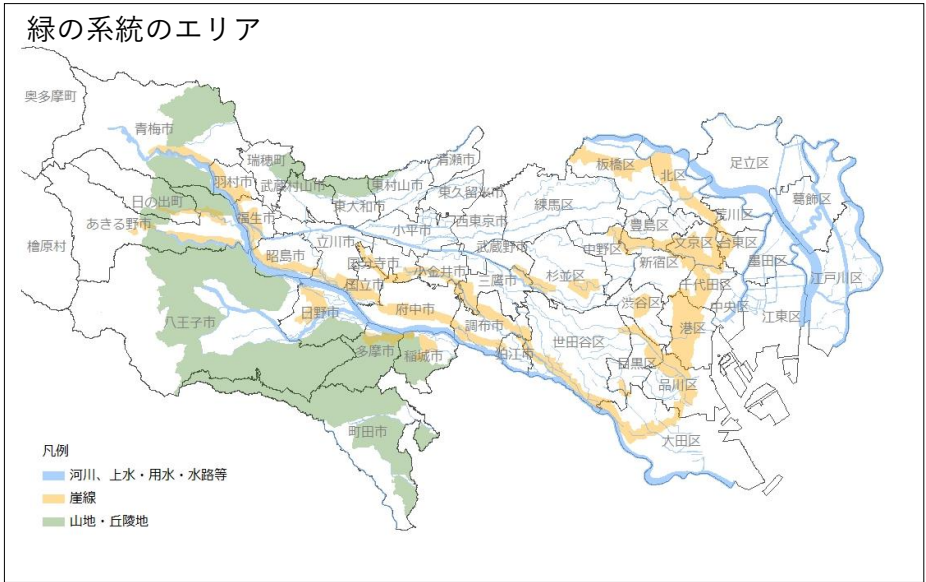 緑の系統のエリア
奥多摩町
青梅市
瑞穂町
清瀬市
板橋区
北区
足立区
羽村市
武蔵村山市
東村山市
東久留米市
練馬区
葛飾区
日の出町
東大和市
荒川区
あきる野市
福生市
小平市
西東京市
豊島区
檜原村
立川市
武蔵野市
中野区
文京区
台東区
昭島市
国分寺市
小金井市
三鷹市
杉並区
新宿区
墨田区
江戸川区
国立市
千代田区
八王子市
日野市
府中市
渋谷区
中央区
江東区
調布市
港区
多摩市
稲城市
狛江市
世田谷区
目黒区
品川区
町田市
大田区
凡例
河川、上水・用水・水路等
崖線
山地・丘陵地